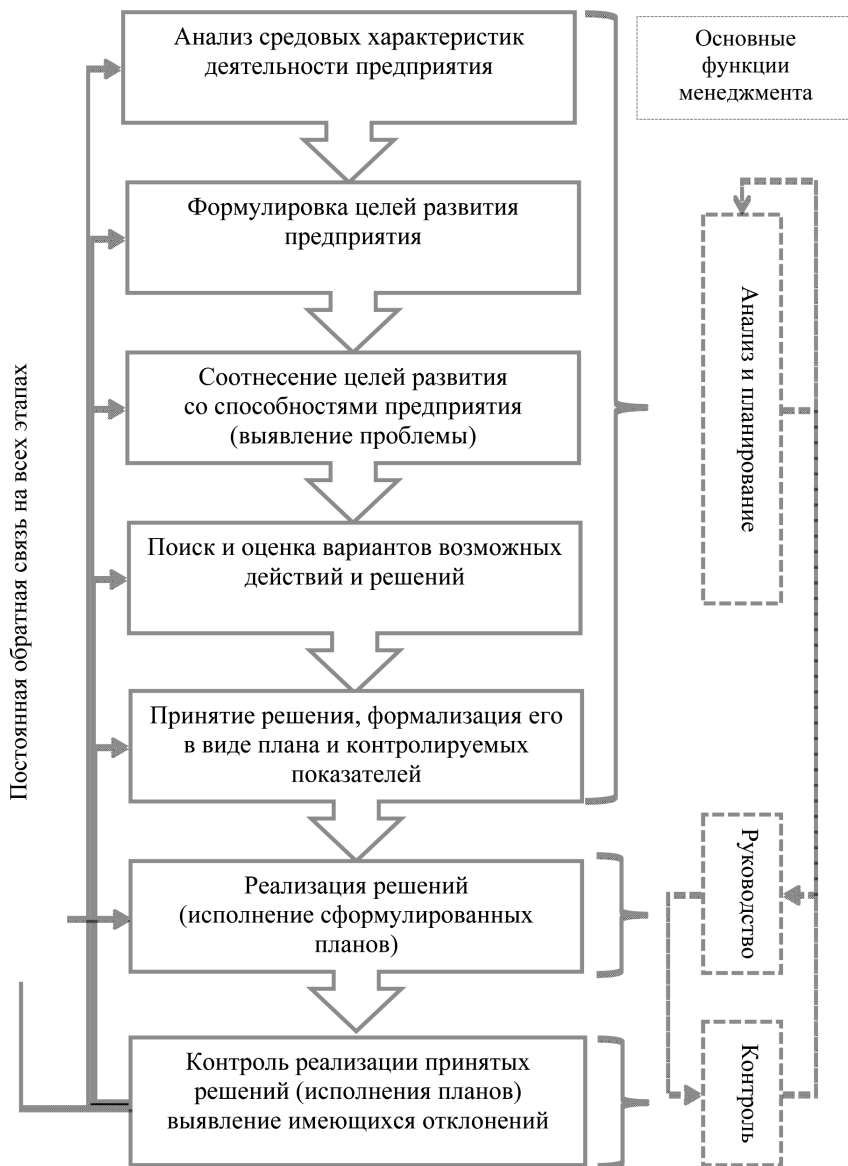 Анализ средовых характеристик
деятельности предприятия
Основные
функции
менеджмента
Формулировка целей развития
предприятия
Соотнесение целей развития
со способностями предприятия
(выявление проблемы)
Поиск и оценка вариантов возможных
действий и решений
Принятие решения, формализация его
в виде плана и контролируемых
показателей
Реализация решений
(исполнение сформулированных
планов)
Контроль реализации принятых
решений (исполнения планов)
выявление имеющихся отклонений
Постоянная обратная связь на всех этапах
Анализ и планирование
Руководство
Контроль